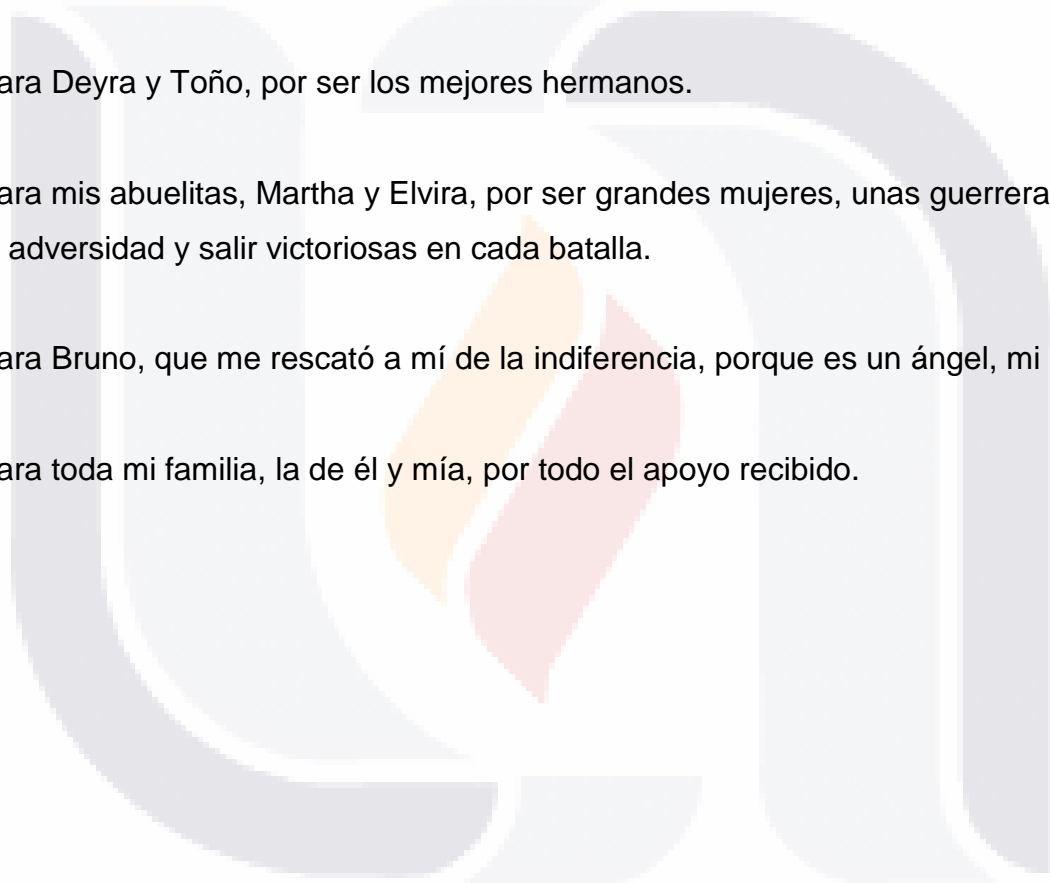 ara Deyra y Toño, por ser los mejores hermanos.
ara mis abuelitas, Martha y Elvira, por ser grandes mujeres, unas guerrera
adversidad y salir victoriosas en cada batalla.
ara Bruno, que me rescató a mí de la indiferencia, porque es un ángel, mi
ara toda mi familia, la de él y mía, por todo el apoyo recibido.